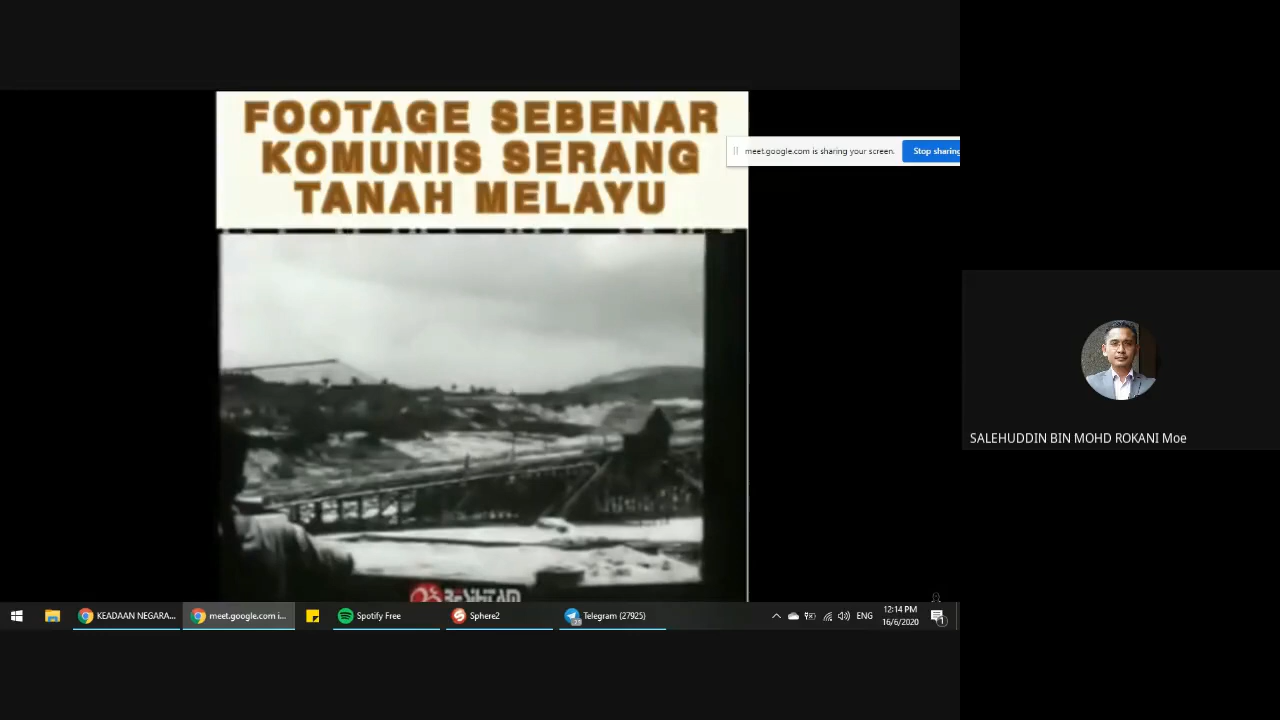 FOOTAGE SEBENAR
KOMUNIS SERANG
TANAH MELAYU
meet.google.com is sharing your screen.
Stop sharing
SALEHUDDIN BIN MOHD ROKANI Moe
KEADAAN NEGARA...
meet.google.com i...
Spotify Free
Sphere2
Telegram (27925)
ENG
12:14 PM
16/6/2020
1